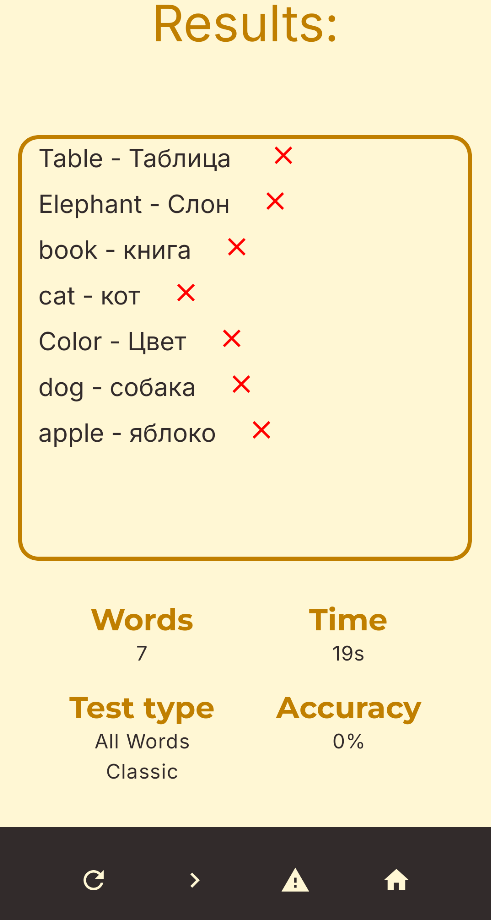 Results:
Table - Таблица
Elephant - Слон
book - книга
cat - кот
Color - Цвет
dog - собака
apple - яблоко
Words
Time
7
19s
Test type
Accuracy
All Words
0%
Classic